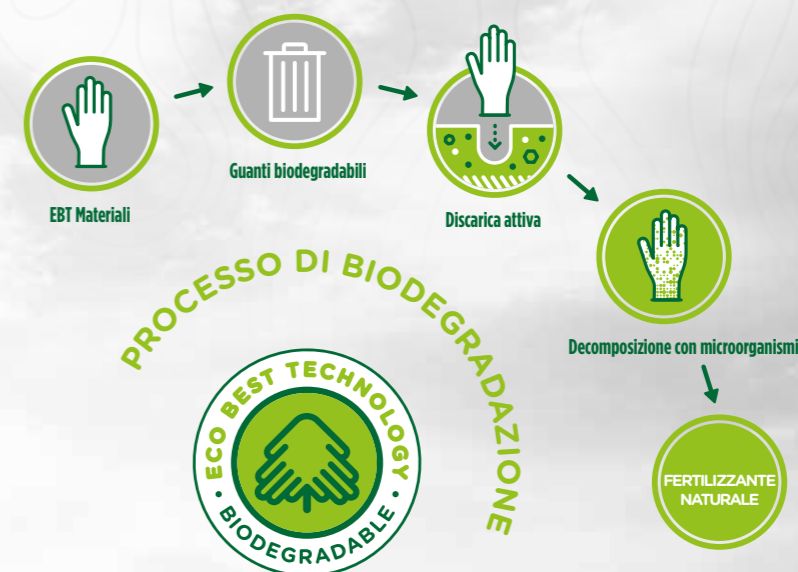 EBT Materiali
Guanti biodegradabili
Discarica attiva
Decomposizione con microorganismi
FERTILIZZANTE
NATURALE
PROCESSO DI BIODEGRADAZIONE
ECO BEST TECHNOLOGY
• BIODEGRADABLE •